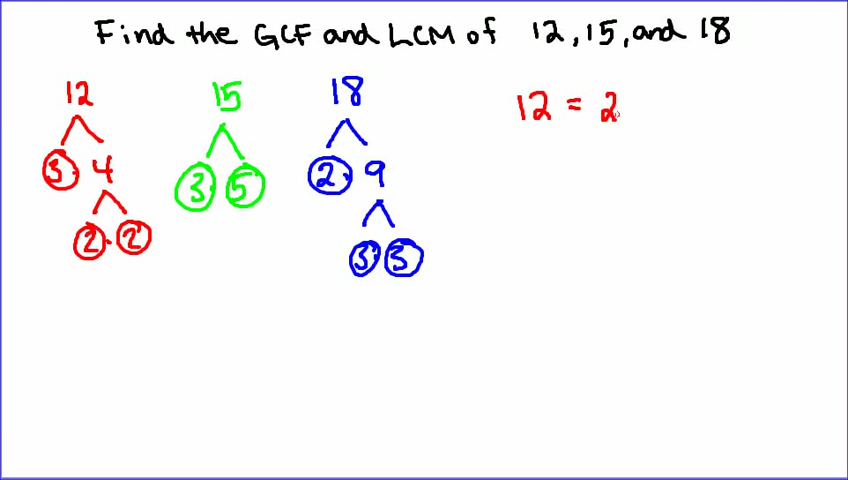 Find the GCF and LCM of 12, 15, and 18
12 15 18
12 = 2
3 · 4
3 · 5
2 · 9
2 · 2
3 · 3